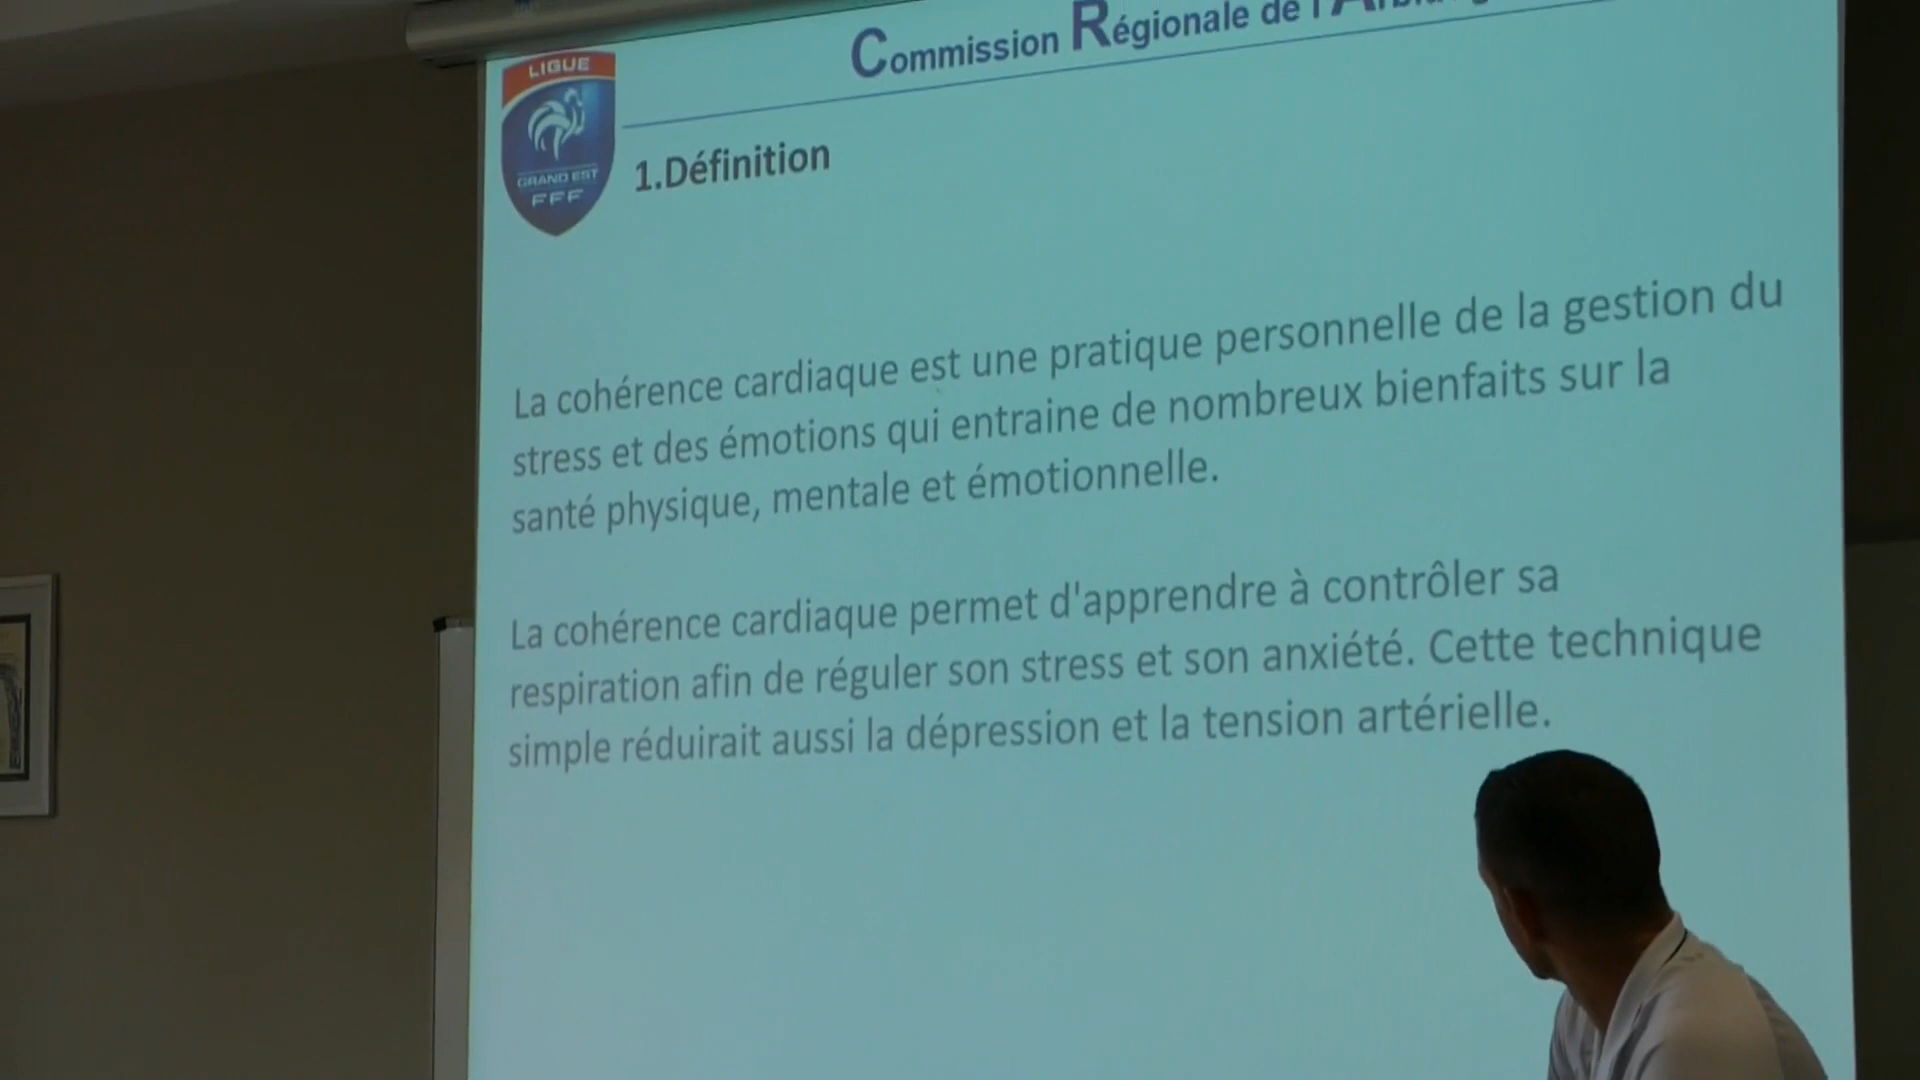 Commission Régionale de l'
LIGUE
GRAND EST
FFF
1.Définition
La cohérence cardiaque est une pratique personnelle de la gestion du
stress et des émotions qui entraine de nombreux bienfaits sur la
santé physique, mentale et émotionnelle.
La cohérence cardiaque permet d'apprendre à contrôler sa
respiration afin de réguler son stress et son anxiété. Cette technique
simple réduirait aussi la dépression et la tension artérielle.